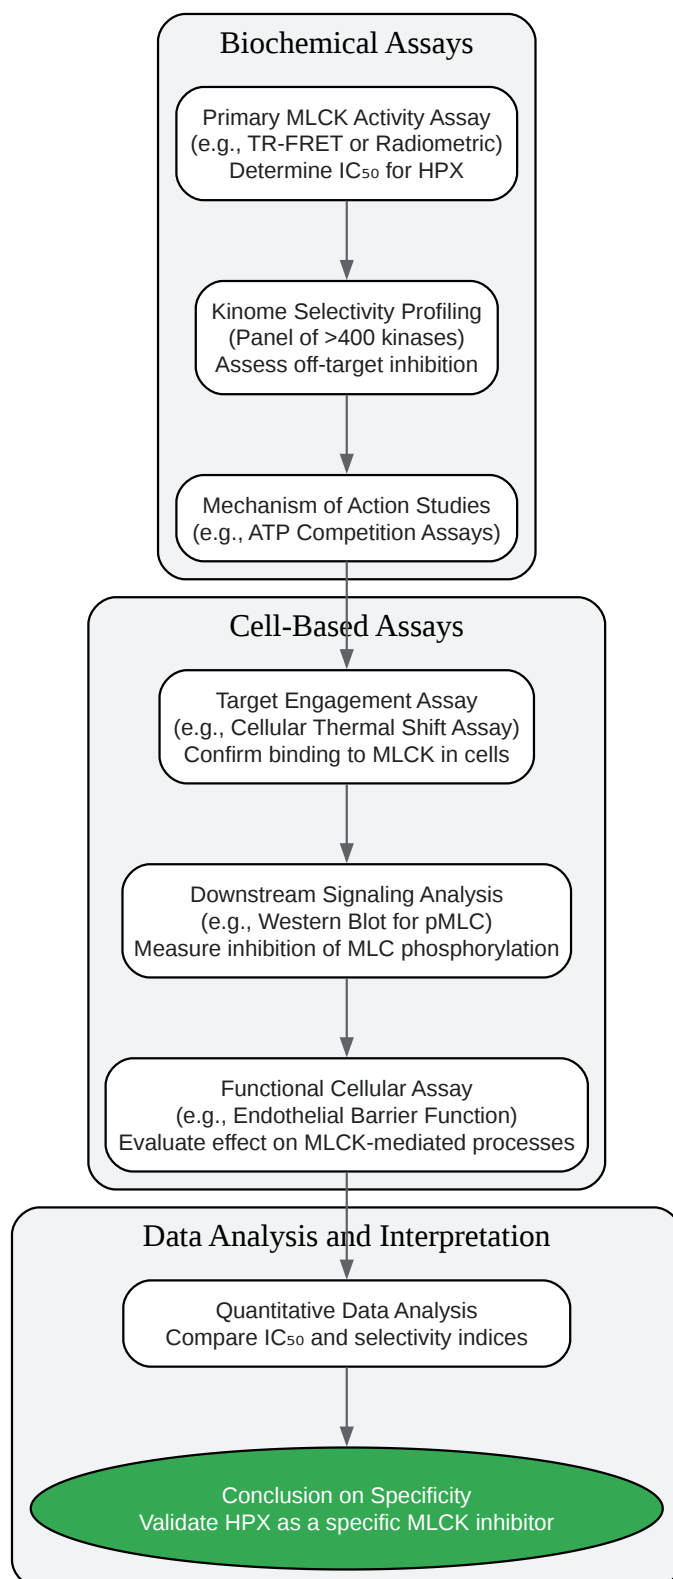 Biochemical Assays
Primary MLCK Activity Assay
(e.g., TR-FRET or Radiometric)
Determine IC₅₀ for HPX
Kinome Selectivity Profiling
(Panel of >400 kinases)
Assess off-target inhibition
Mechanism of Action Studies
(e.g., ATP Competition Assays)
Cell-Based Assays
Target Engagement Assay
(e.g., Cellular Thermal Shift Assay)
Confirm binding to MLCK in cells
Downstream Signaling Analysis
(e.g., Western Blot for pMLC)
Measure inhibition of MLC phosphorylation
Functional Cellular Assay
(e.g., Endothelial Barrier Function)
Evaluate effect on MLCK-mediated processes
Data Analysis and Interpretation
Quantitative Data Analysis
Compare IC₅₀ and selectivity indices
Conclusion on Specificity
Validate HPX as a specific MLCK inhibitor